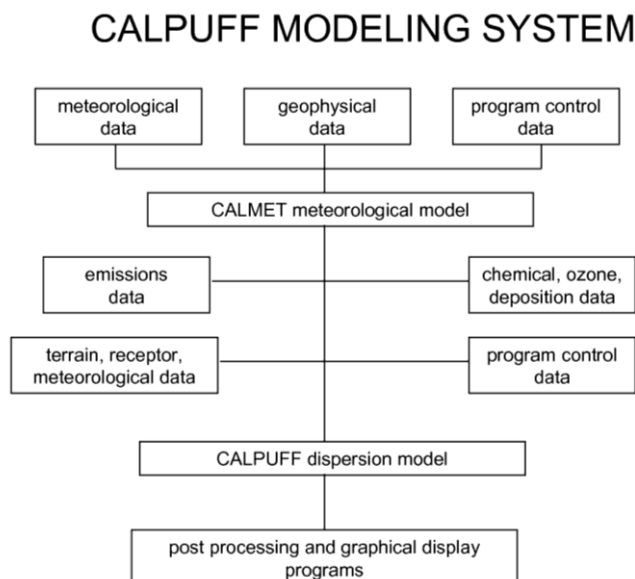 CALPUFF MODELING SYSTEM
meteorological
data
geophysical
data
program control
data
CALMET meteorological model
emissions
data
chemical, ozone,
deposition data
terrain, receptor,
meteorological data
program control
data
CALPUFF dispersion model
post processing and graphical display
programs